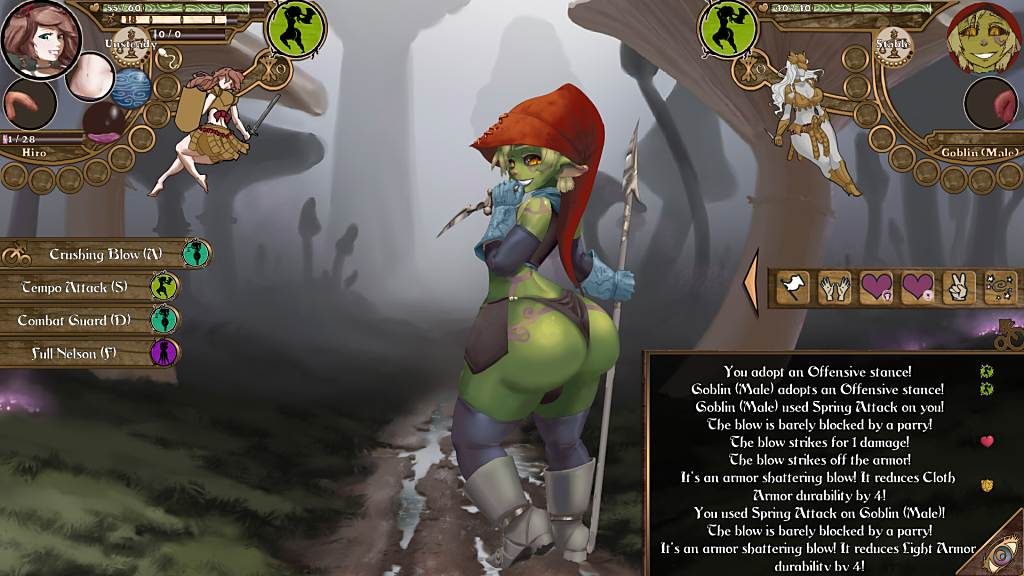 55/60
18
0/0
Unsteady
1/28
Hiro
10/10
Stable
Goblin (Male)
Crushing Blow (A)
Tempo Attack (S)
Combat Guard (D)
Full Nelson (F)
You adopt an Offensive stance!
Goblin (Male) adopts an Offensive stance!
Goblin (Male) used Spring Attack on you!
The blow is barely blocked by a parry!
The blow strikes for 1 damage!
The blow strikes off the armor!
It's an armor shattering blow! It reduces Cloth
Armor durability by 4!
You used Spring Attack on Goblin (Male)!
The blow is barely blocked by a parry!
It's an armor shattering blow! It reduces Light Armor
durability by 4!